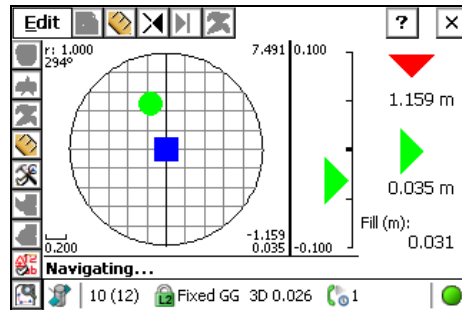 Edit ? ×
r: 1.000 7.491 0.100
294°
1.159 m
0.035 m
Fill (m):
0.031
-1.159
0.200 0.035 -0.100
Navigating...
10 (12) L2 Fixed GG 3D 0.026 1